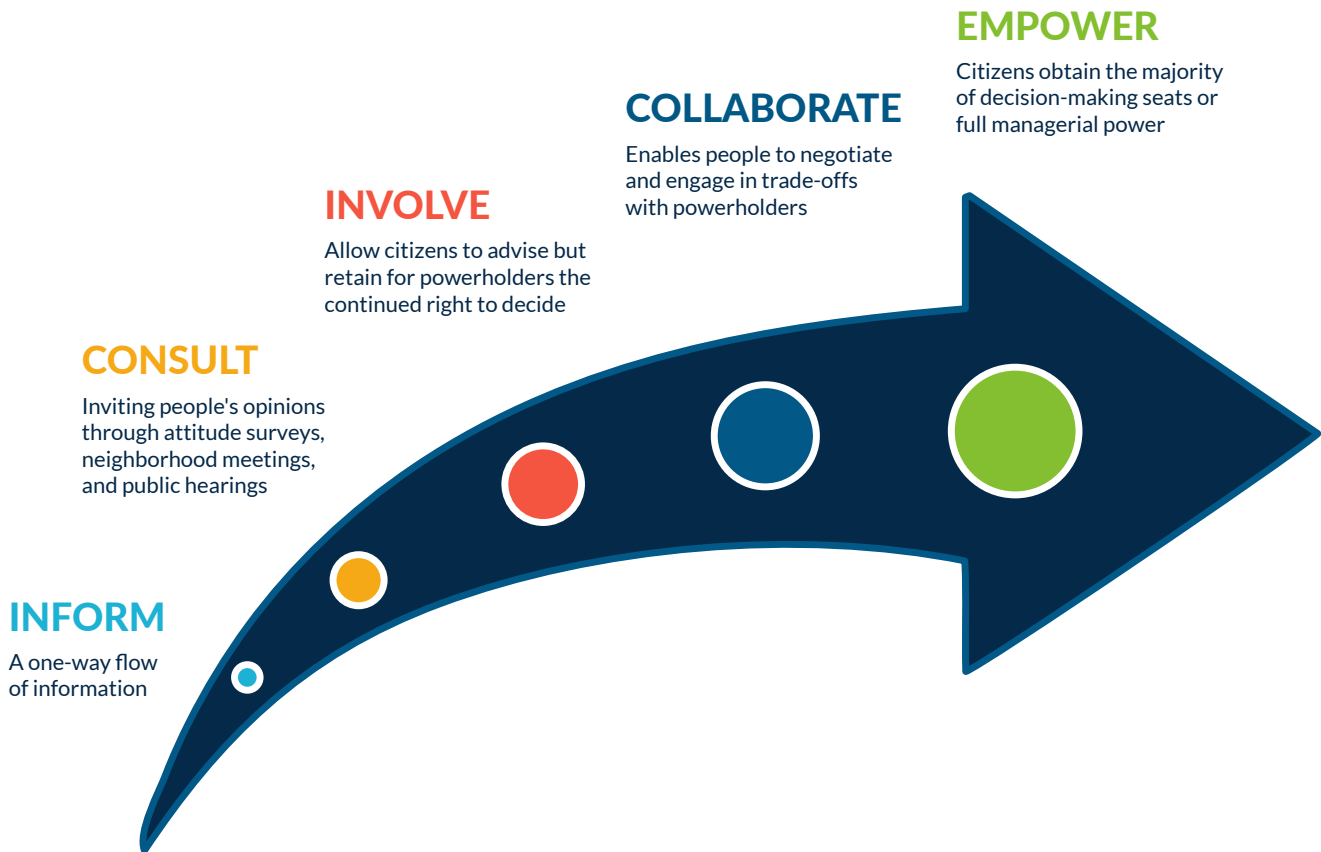 EMPOWER
Citizens obtain the majority
of decision-making seats or
full managerial power
COLLABORATE
Enables people to negotiate
and engage in trade-offs
with powerholders
INVOLVE
Allow citizens to advise but
retain for powerholders the
continued right to decide
CONSULT
Inviting people's opinions
through attitude surveys,
neighborhood meetings,
and public hearings
INFORM
A one-way flow
of information